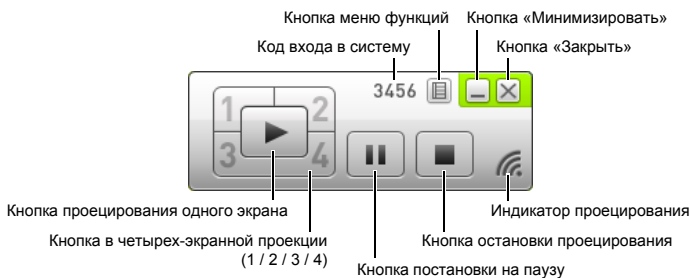 Кнопка меню функций
Кнопка «Минимизировать»
Код входа в систему
Кнопка «Закрыть»
3456
1 2
3 4
Кнопка проецирования одного экрана
Индикатор проецирования
Кнопка в четырех-экранной проекции
(1 / 2 / 3 / 4)
Кнопка остановки проецирования
Кнопка постановки на паузу